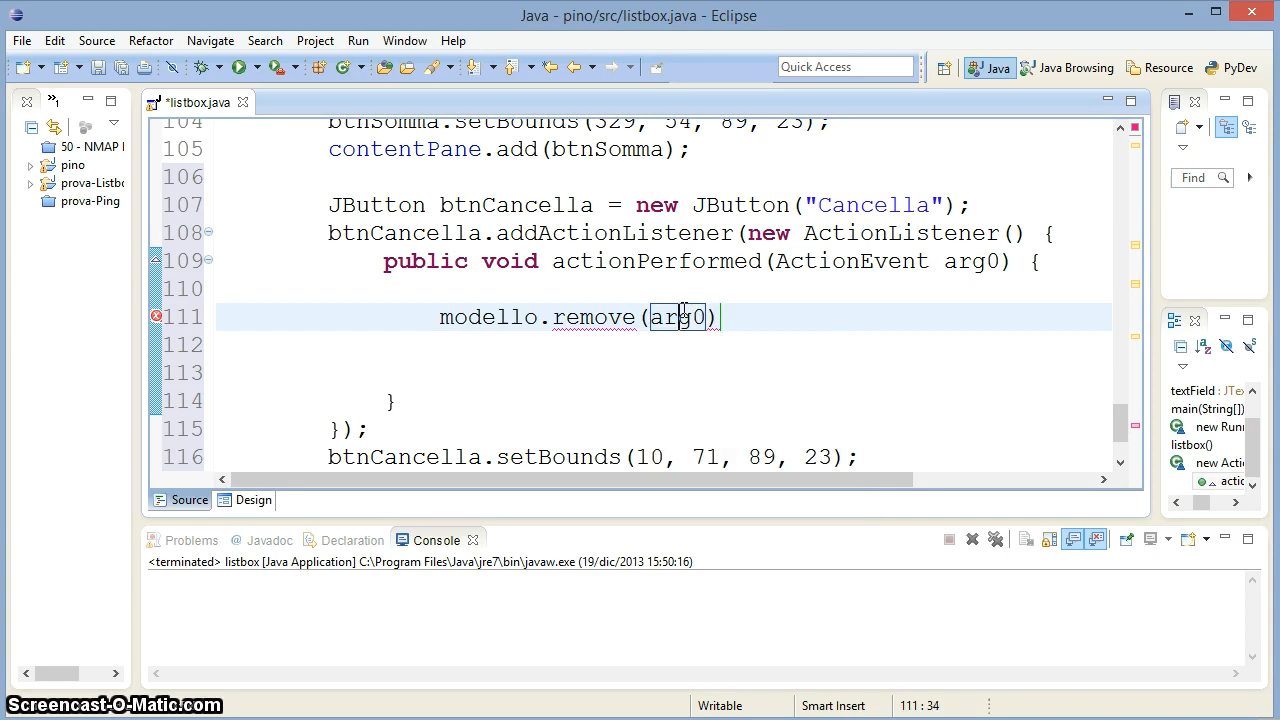 Java - pino/src/listbox.java - Eclipse
File Edit Source Refactor Navigate Search Project Run Window Help
Quick Access
Java
Java Browsing
Resource
PyDev
*listbox.java
50 - NMAP
pino
prova-Listbo
prova-Ping
104 btnSomma.setBounds(329, 54, 89, 23);
105 contentPane.add(btnSomma);
106
107 JButton btnCancella = new JButton("Cancella");
108 btnCancella.addActionListener(new ActionListener() {
109 public void actionPerformed(ActionEvent arg0) {
110
111 modello.remove(arg0)
112
113
114 }
115 });
116 btnCancella.setBounds(10, 71, 89, 23);
Source Design
Find
textField : JTe
main(String[])
new Runr
listbox()
new Actio
actio
Problems @ Javadoc Declaration Console
<terminated> listbox [Java Application] C:\Program Files\Java\jre7\bin\javaw.exe (19/dic/2013 15:50:16)
Writable
Smart Insert
111 : 34
Screencast-O-Matic.com